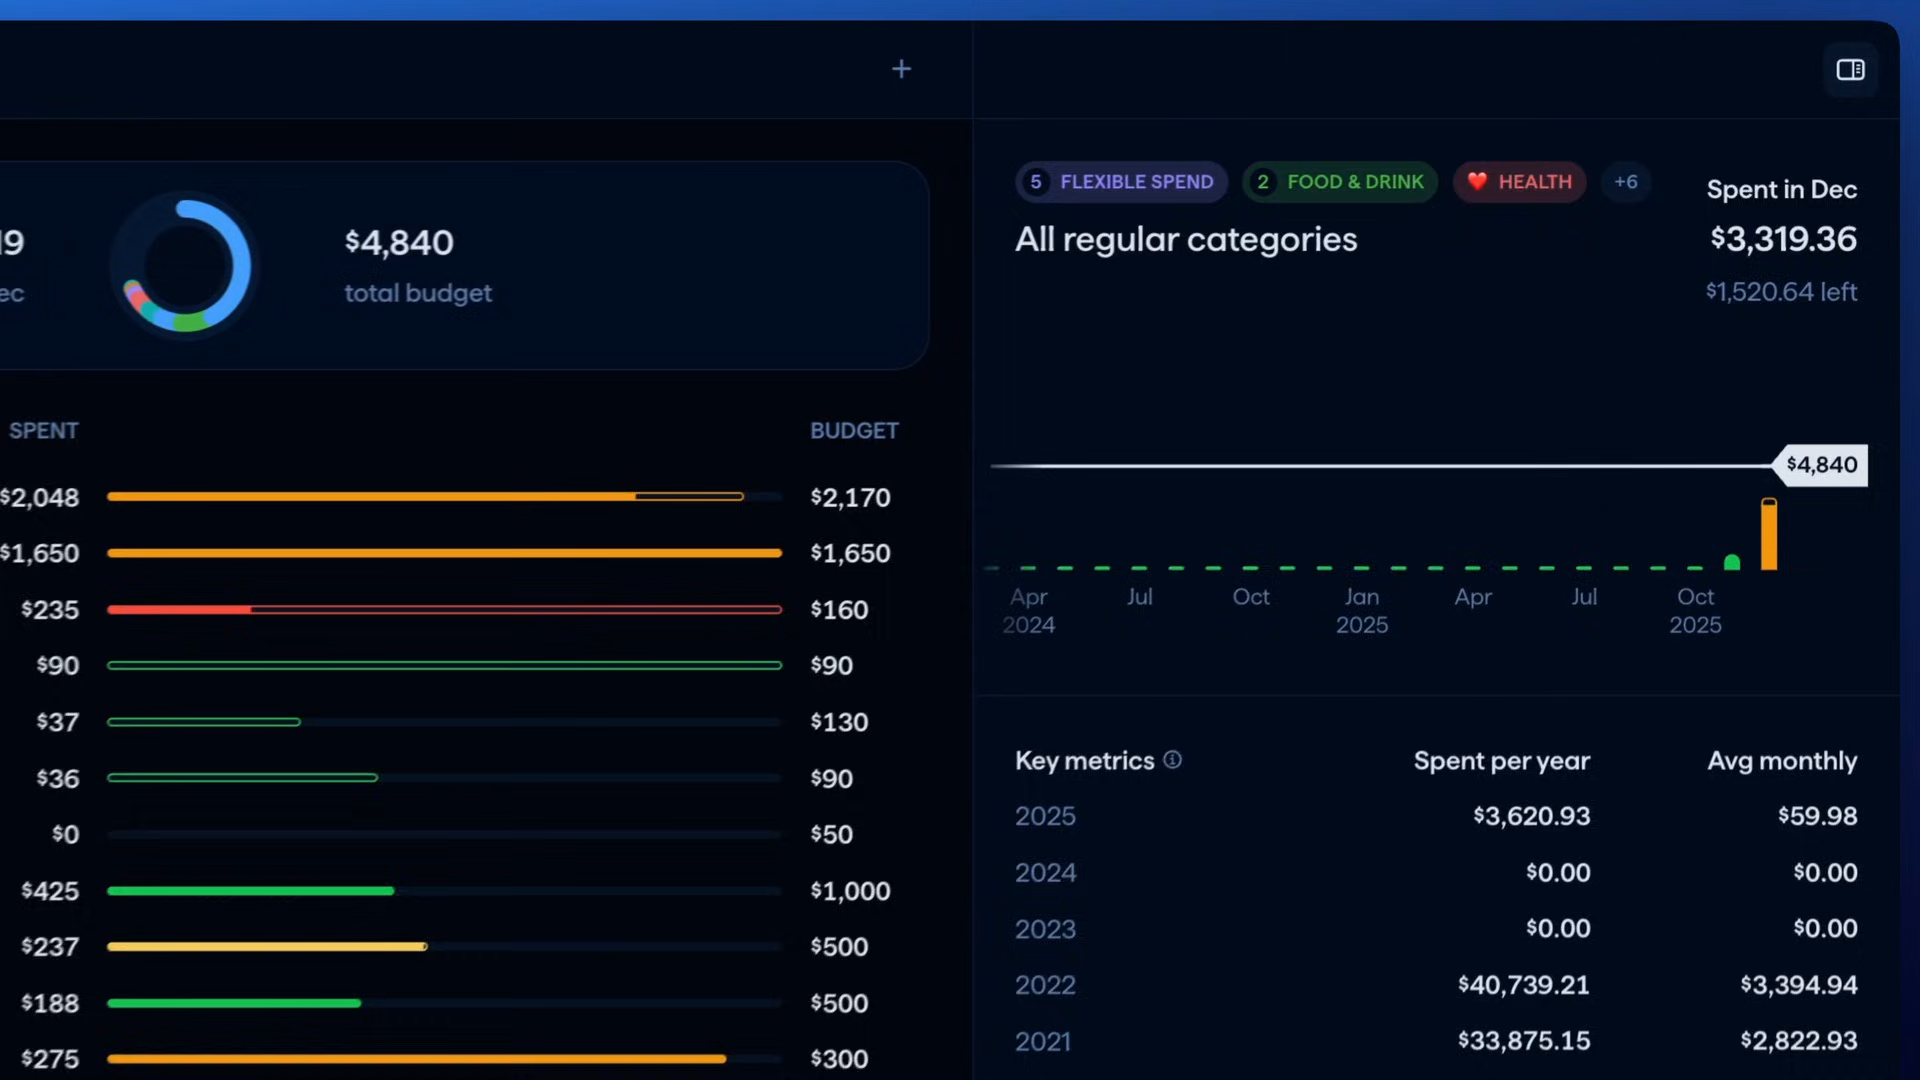 +
19
ec
$4,840
total budget
SPENT BUDGET
$2,048 $2,170
$1,650 $1,650
$235 $160
$90 $90
$37 $130
$36 $90
$0 $50
$425 $1,000
$237 $500
$188 $500
$275 $300
5 FLEXIBLE SPEND 2 FOOD & DRINK ❤️ HEALTH +6
All regular categories
Spent in Dec
$3,319.36
$1,520.64 left
$4,840
Apr Jul Oct Jan Apr Jul Oct
2024 2025 2025
Key metrics Spent per year Avg monthly
2025 $3,620.93 $59.98
2024 $0.00 $0.00
2023 $0.00 $0.00
2022 $40,739.21 $3,394.94
2021 $33,875.15 $2,822.93